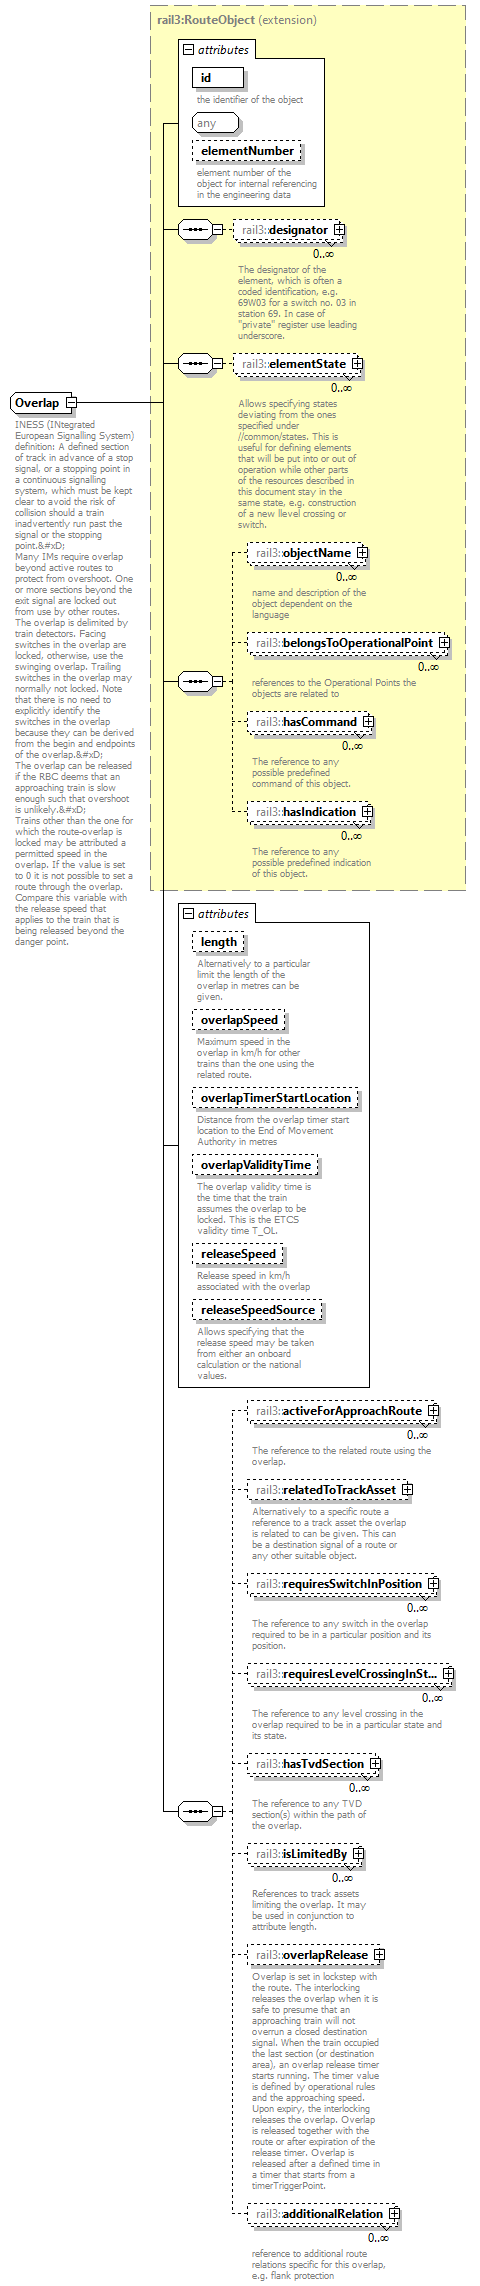 rail3:RouteObject (extension)
attributes
id
the identifier of the object
any
elementNumber
element number of the
object for internal referencing
in the engineering data
rail3:designator
0..∞
The designator of the
element, which is often a
coded identification, e.g.
69W03 for a switch no. 03 in
station 69. In case of
"private" register use leading
underscore.
rail3:elementState
0..∞
Allows specifying states
deviating from the ones
specified under
//common/states. This is
useful for defining elements
that will be put into or out of
operation while other parts
of the resources described in
this document stay in the
same state, e.g. construction
of a new llevel crossing or
switch.
Overlap
INESS (INtegrated
European Signalling System)
definition: A defined section
of track in advance of a stop
signal, or a stopping point in
a continuous signalling
system, which must be kept
clear to avoid the risk of
collision should a train
inadvertently run past the
signal or the stopping
point.&#xD;
Many IMs require overlap
beyond active routes to
protect from overshoot. One
or more sections beyond the
exit signal are locked out
from use by other routes.
The overlap is delimited by
train detectors. Facing
switches in the overlap are
locked, otherwise, use the
swinging overlap. Trailing
switches in the overlap may
normally not locked. Note
that there is no need to
explicitly identify the
switches in the overlap
because they can be derived
from the begin and endpoints
of the overlap.&#xD;
The overlap can be released
if the RBC deems that an
approaching train is slow
enough such that overshoot
is unlikely.&#xD;
Trains other than the one for
which the route-overlap is
locked may be attributed a
permitted speed in the
overlap. If the value is set
to 0 it is not possible to set a
route through the overlap.
Compare this variable with
the release speed that
applies to the train that is
being released beyond the
danger point.
rail3:objectName
0..∞
name and description of the
object dependent on the
language
rail3:belongsToOperationalPoint
0..∞
references to the Operational Points the
objects are related to
rail3:hasCommand
0..∞
The reference to any
possible predefined
command of this object.
rail3:hasIndication
0..∞
The reference to any
possible predefined indication
of this object.
attributes
length
Alternatively to a particular
limit the length of the
overlap in metres can be
given.
overlapSpeed
Maximum speed in the
overlap in km/h for other
trains than the one using the
related route.
overlapTimerStartLocation
Distance from the overlap timer start
location to the End of Movement
Authority in metres
overlapValidityTime
The overlap validity time is
the time that the train
assumes the overlap to be
locked. This is the ETCS
validity time T_OL.
releaseSpeed
Release speed in km/h
associated with the overlap
releaseSpeedSource
Allows specifying that the
release speed may be taken
from either an onboard
calculation or the national
values.
rail3:activeForApproachRoute
0..∞
The reference to the related route using the
overlap.
rail3:relatedToTrackAsset
Alternatively to a specific route a
reference to a track asset the overlap
is related to can be given. This can
be a destination signal of a route or
any other suitable object.
rail3:requiresSwitchInPosition
0..∞
The reference to any switch in the overlap
required to be in a particular position and its
position.
rail3:requiresLevelCrossingInSt...
0..∞
The reference to any level crossing in the
overlap required to be in a particular state and
its state.
rail3:hasTvdSection
0..∞
The reference to any TVD
section(s) within the path of
the overlap.
rail3:isLimitedBy
0..∞
References to track assets
limiting the overlap. It may
be used in conjunction to
attribute length.
rail3:overlapRelease
Overlap is set in lockstep with
the route. The interlocking
releases the overlap when it is
safe to presume that an
approaching train will not
overrun a closed destination
signal. When the train occupied
the last section (or destination
area), an overlap release timer
starts running. The timer value
is defined by operational rules
and the approaching speed.
Upon expiry, the interlocking
releases the overlap. Overlap
is released together with the
route or after expiration of the
release timer. Overlap is
released after a defined time in
a timer that starts from a
timerTriggerPoint.
rail3:additionalRelation
0..∞
reference to additional route
relations specific for this overlap,
e.g. flank protection